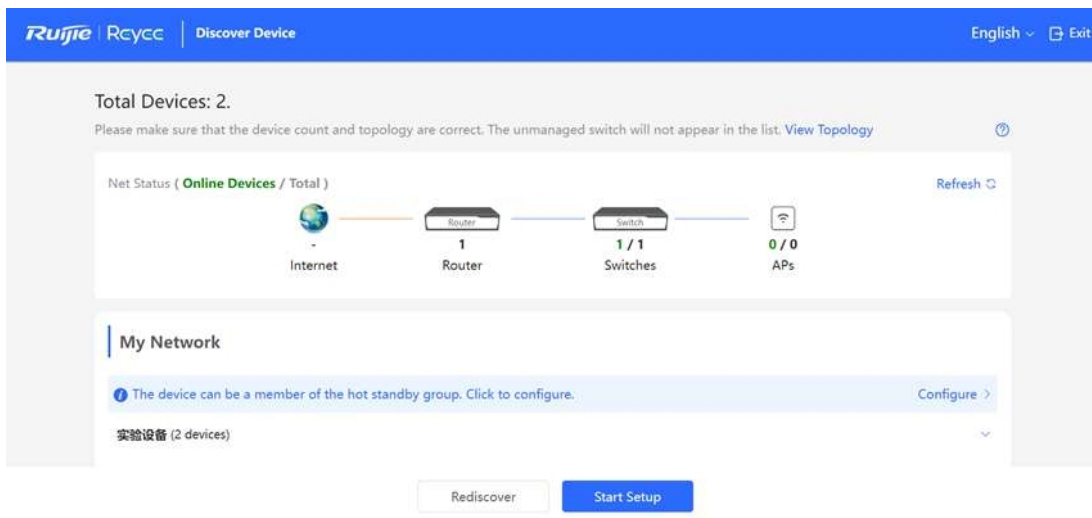 Ruijie | Reyee | Discover Device English Exit
Total Devices: 2.
Please make sure that the device count and topology are correct. The unmanaged switch will not appear in the list. View Topology
Net Status ( Online Devices / Total ) Refresh
Router Switch
- 1 1 / 1 0 / 0
Internet Router Switches APs
My Network
The device can be a member of the hot standby group. Click to configure. Configure >
实验设备 (2 devices)
Rediscover Start Setup